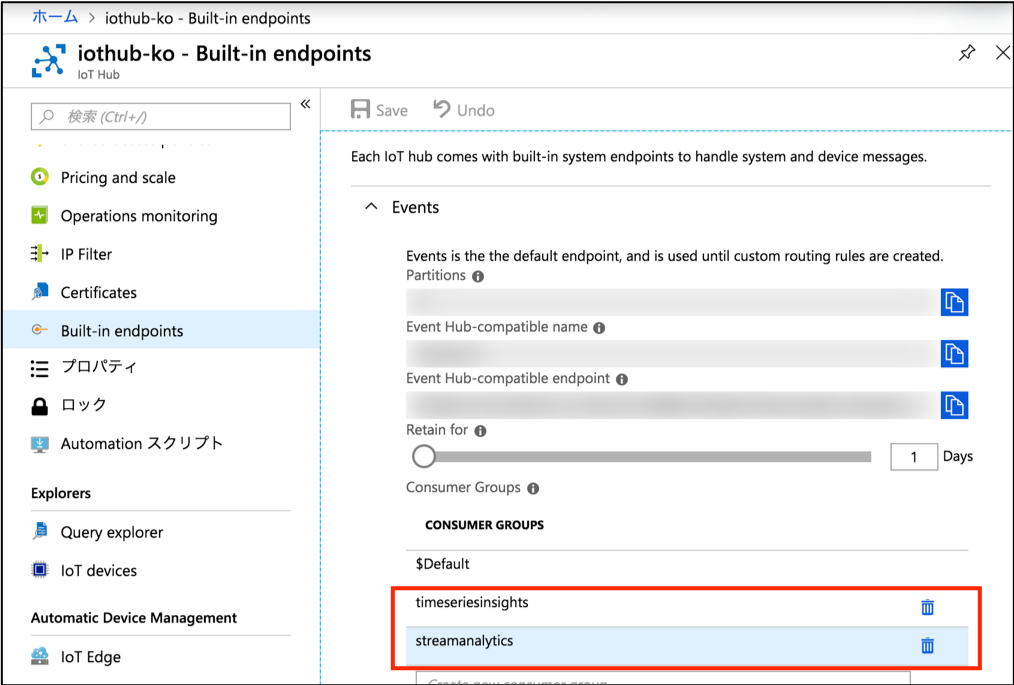 ホーム > iothub-ko - Built-in endpoints
iothub-ko - Built-in endpoints
IoT Hub
検索 (Ctrl+/)
Pricing and scale
Operations monitoring
IP Filter
Certificates
Built-in endpoints
プロパティ
ロック
Automation スクリプト
Explorers
Query explorer
IoT devices
Automatic Device Management
IoT Edge
Save Undo
Each IoT hub comes with built-in system endpoints to handle system and device messages.
Events
Events is the the default endpoint, and is used until custom routing rules are created.
Partitions
Event Hub-compatible name
Event Hub-compatible endpoint
Retain for
1 Days
Consumer Groups
CONSUMER GROUPS
$Default
timeseriesinsights
streamanalytics
Create new consumer group